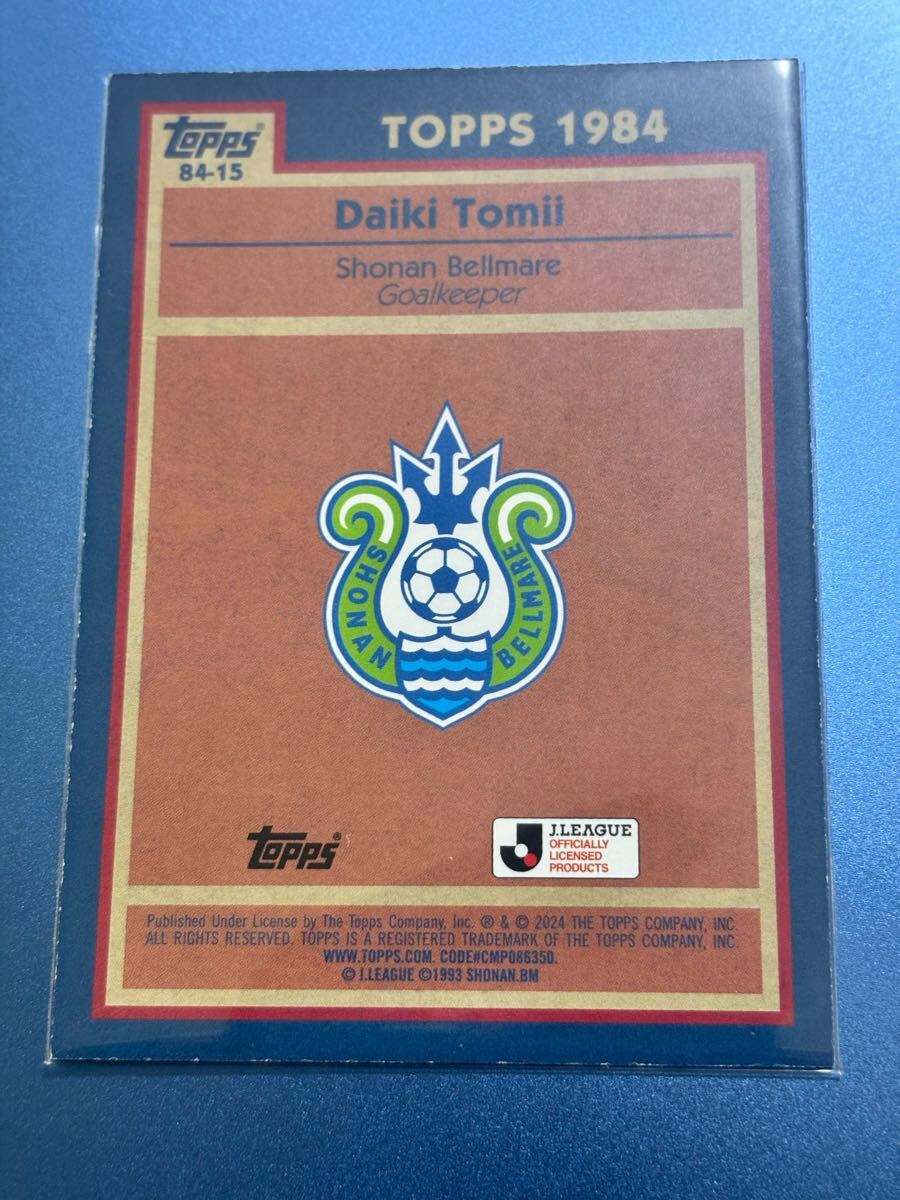 TOPPS 1984
TOPPS®
84-15
Daiki Tomii
Shonan Bellmare
Goalkeeper
SHONAN BELLMARE
TOPPS®
J.LEAGUE
OFFICIALLY
LICENSED
PRODUCTS
Published Under License by The Topps Company, Inc. ® & © 2024 THE TOPPS COMPANY, INC.
ALL RIGHTS RESERVED. TOPPS IS A REGISTERED TRADEMARK OF THE TOPPS COMPANY, INC.
WWW.TOPPS.COM. CODE#CMP086350.
© J.LEAGUE ©1993 SHONAN.BM